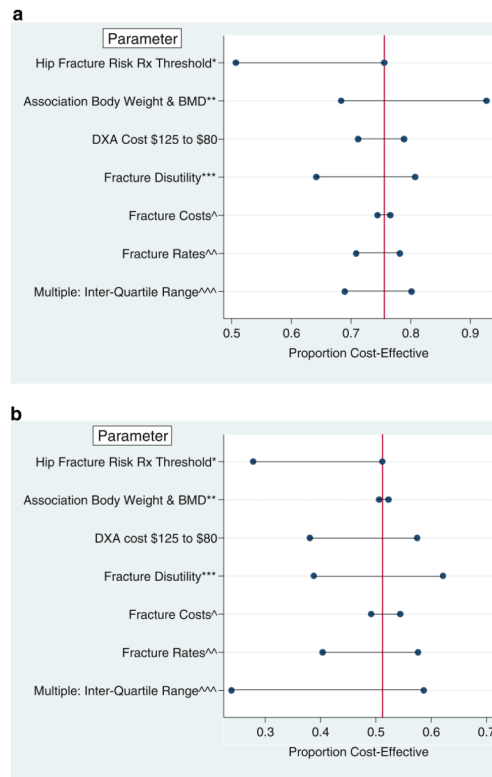 a
Parameter
Hip Fracture Risk Rx Threshold*
Association Body Weight & BMD**
DXA Cost $125 to $80
Fracture Disutility***
Fracture Costs^
Fracture Rates^^
Multiple: Inter-Quartile Range^^^
0.5 0.6 0.7 0.8 0.9
Proportion Cost-Effective
b
Parameter
Hip Fracture Risk Rx Threshold*
Association Body Weight & BMD**
DXA cost $125 to $80
Fracture Disutility***
Fracture Costs^
Fracture Rates^^
Multiple: Inter-Quartile Range^^^
0.3 0.4 0.5 0.6 0.7
Proportion Cost-Effective